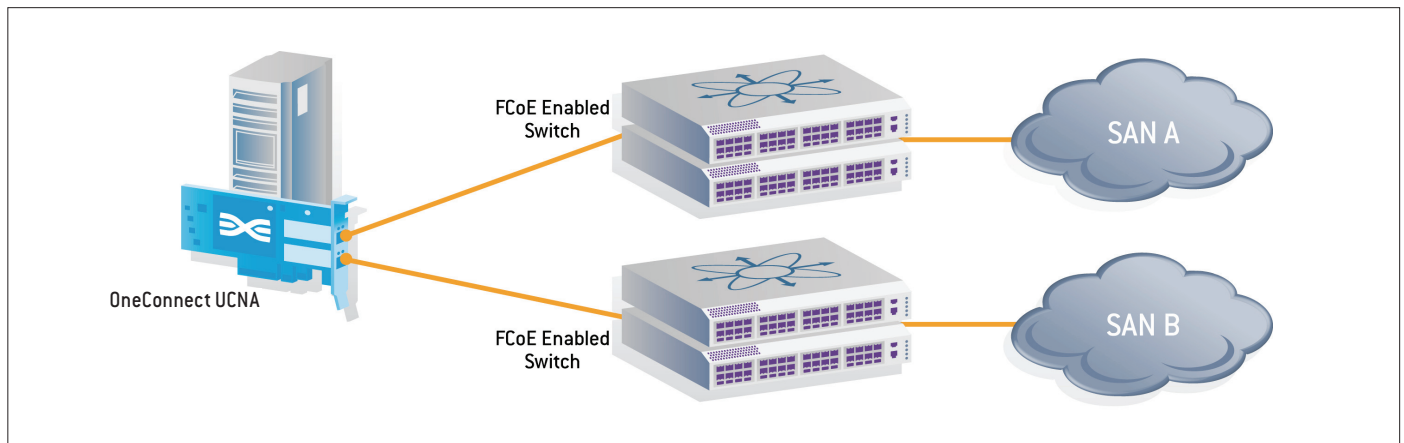 FCoE Enabled
Switch
SAN A
OneConnect UCNA
FCoE Enabled
Switch
SAN B